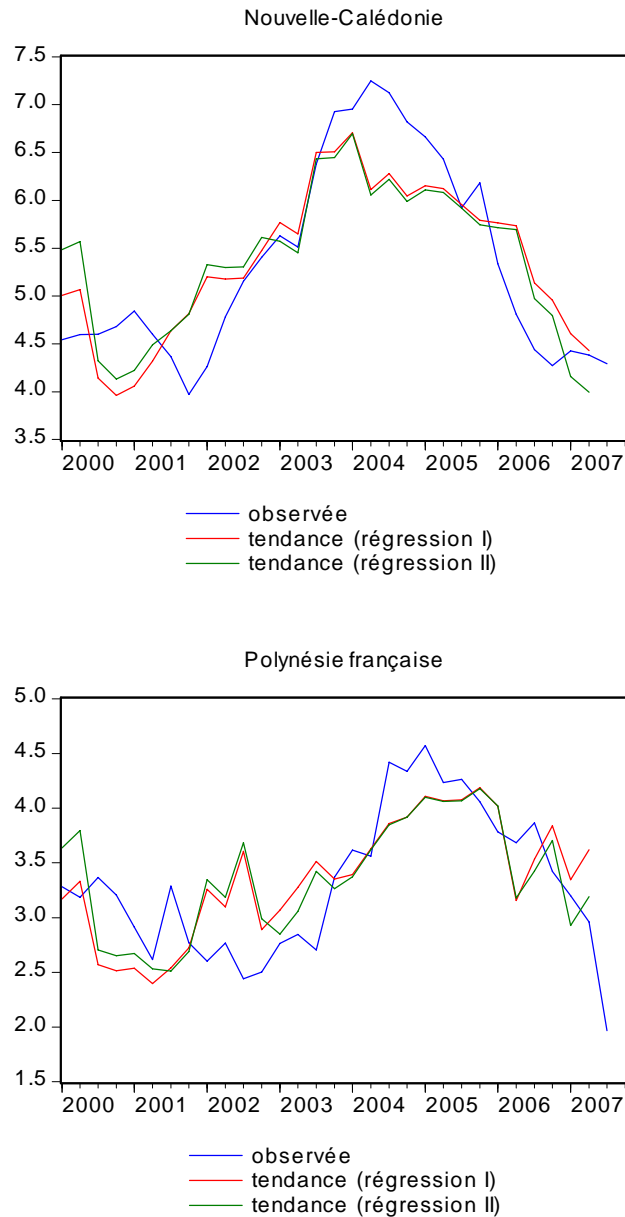 Nouvelle-Calédonie
7.5
7.0
6.5
6.0
5.5
5.0
4.5
4.0
3.5
2000 2001 2002 2003 2004 2005 2006 2007
observée
tendance (régression I)
tendance (régression II)
Polynésie française
5.0
4.5
4.0
3.5
3.0
2.5
2.0
1.5
2000 2001 2002 2003 2004 2005 2006 2007
observée
tendance (régression I)
tendance (régression II)